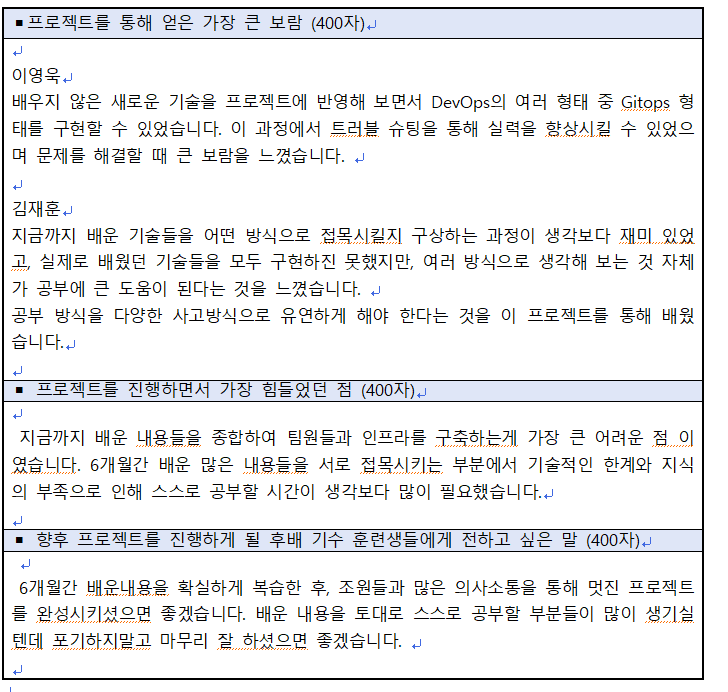 ▪프로젝트를 통해 얻은 가장 큰 보람 (400자)
이영욱
배우지 않은 새로운 기술을 프로젝트에 반영해 보면서 DevOps의 여러 형태 중 Gitops 형
태를 구현할 수 있었습니다. 이 과정에서 트러블 슈팅을 통해 실력을 향상시킬 수 있었으
며 문제를 해결할 때 큰 보람을 느꼈습니다.
김재훈
지금까지 배운 기술들을 어떤 방식으로 접목시킬지 구상하는 과정이 생각보다 재미 있었
고, 실제로 배웠던 기술들을 모두 구현하진 못했지만, 여러 방식으로 생각해 보는 것 자체
가 공부에 큰 도움이 된다는 것을 느꼈습니다.
공부 방식을 다양한 사고방식으로 유연하게 해야 한다는 것을 이 프로젝트를 통해 배웠
습니다.
▪ 프로젝트를 진행하면서 가장 힘들었던 점 (400자)
지금까지 배운 내용들을 종합하여 팀원들과 인프라를 구축하는게 가장 큰 어려운 점 이
였습니다. 6개월간 배운 많은 내용들을 서로 접목시키는 부분에서 기술적인 한계와 지식
의 부족으로 인해 스스로 공부할 시간이 생각보다 많이 필요했습니다.
▪ 향후 프로젝트를 진행하게 될 후배 기수 훈련생들에게 전하고 싶은 말 (400자)
6개월간 배운내용을 확실하게 복습한 후, 조원들과 많은 의사소통을 통해 멋진 프로젝트
를 완성시키셨으면 좋겠습니다. 배운 내용을 토대로 스스로 공부할 부분들이 많이 생기실
텐데 포기하지말고 마무리 잘 하셨으면 좋겠습니다.